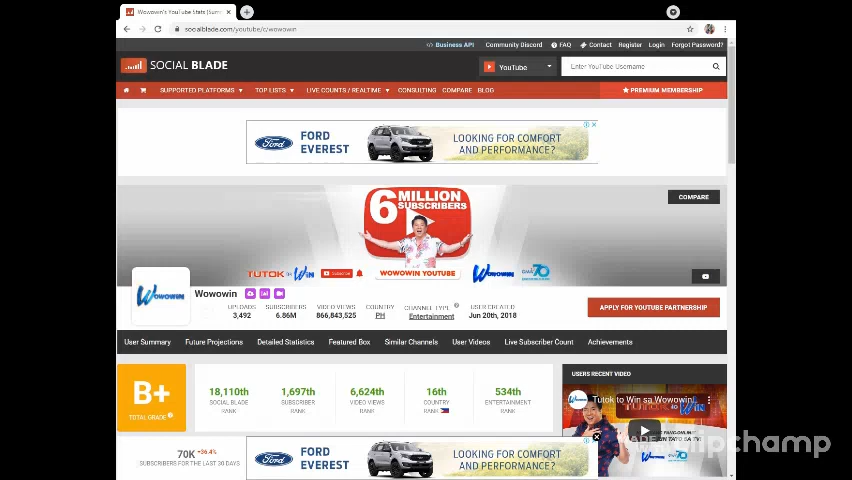 Wowowin's YouTube Stats (Sum
socialblade.com/youtube/c/wowowin
Business API Community Discord FAQ Contact Register Login Forgot Password?
SOCIAL BLADE
YouTube
Enter YouTube Username
SUPPORTED PLATFORMS TOP LISTS LIVE COUNTS / REALTIME CONSULTING COMPARE BLOG
PREMIUM MEMBERSHIP
Ford
FORD
EVEREST
LOOKING FOR COMFORT
AND PERFORMANCE?
6 MILLION
SUBSCRIBERS
COMPARE
TUTOK to WIN
Subscribe
WOWOWIN YOUTUBE
WOWOWIN
GMA 70
WOWOWIN
Wowowin
UPLOADS SUBSCRIBERS VIDEO VIEWS COUNTRY CHANNEL TYPE USER CREATED
3,492 6.86M 866,843,525 PH Entertainment Jun 20th, 2018
APPLY FOR YOUTUBE PARTNERSHIP
User Summary Future Projections Detailed Statistics Featured Box Similar Channels User Videos Live Subscriber Count Achievements
B+
TOTAL GRADE
18,110th 1,697th 6,624th 16th 534th
SOCIAL BLADE SUBSCRIBER VIDEO VIEWS COUNTRY ENTERTAINMENT
RANK RANK RANK RANK RANK
USERS RECENT VIDEO
Tutok to Win sa Wowowin!
70K +36.4%
SUBSCRIBERS FOR THE LAST 30 DAYS
Ford
FORD
EVEREST
LOOKING FOR COMFORT
AND PERFORMANCE?
clipchamp